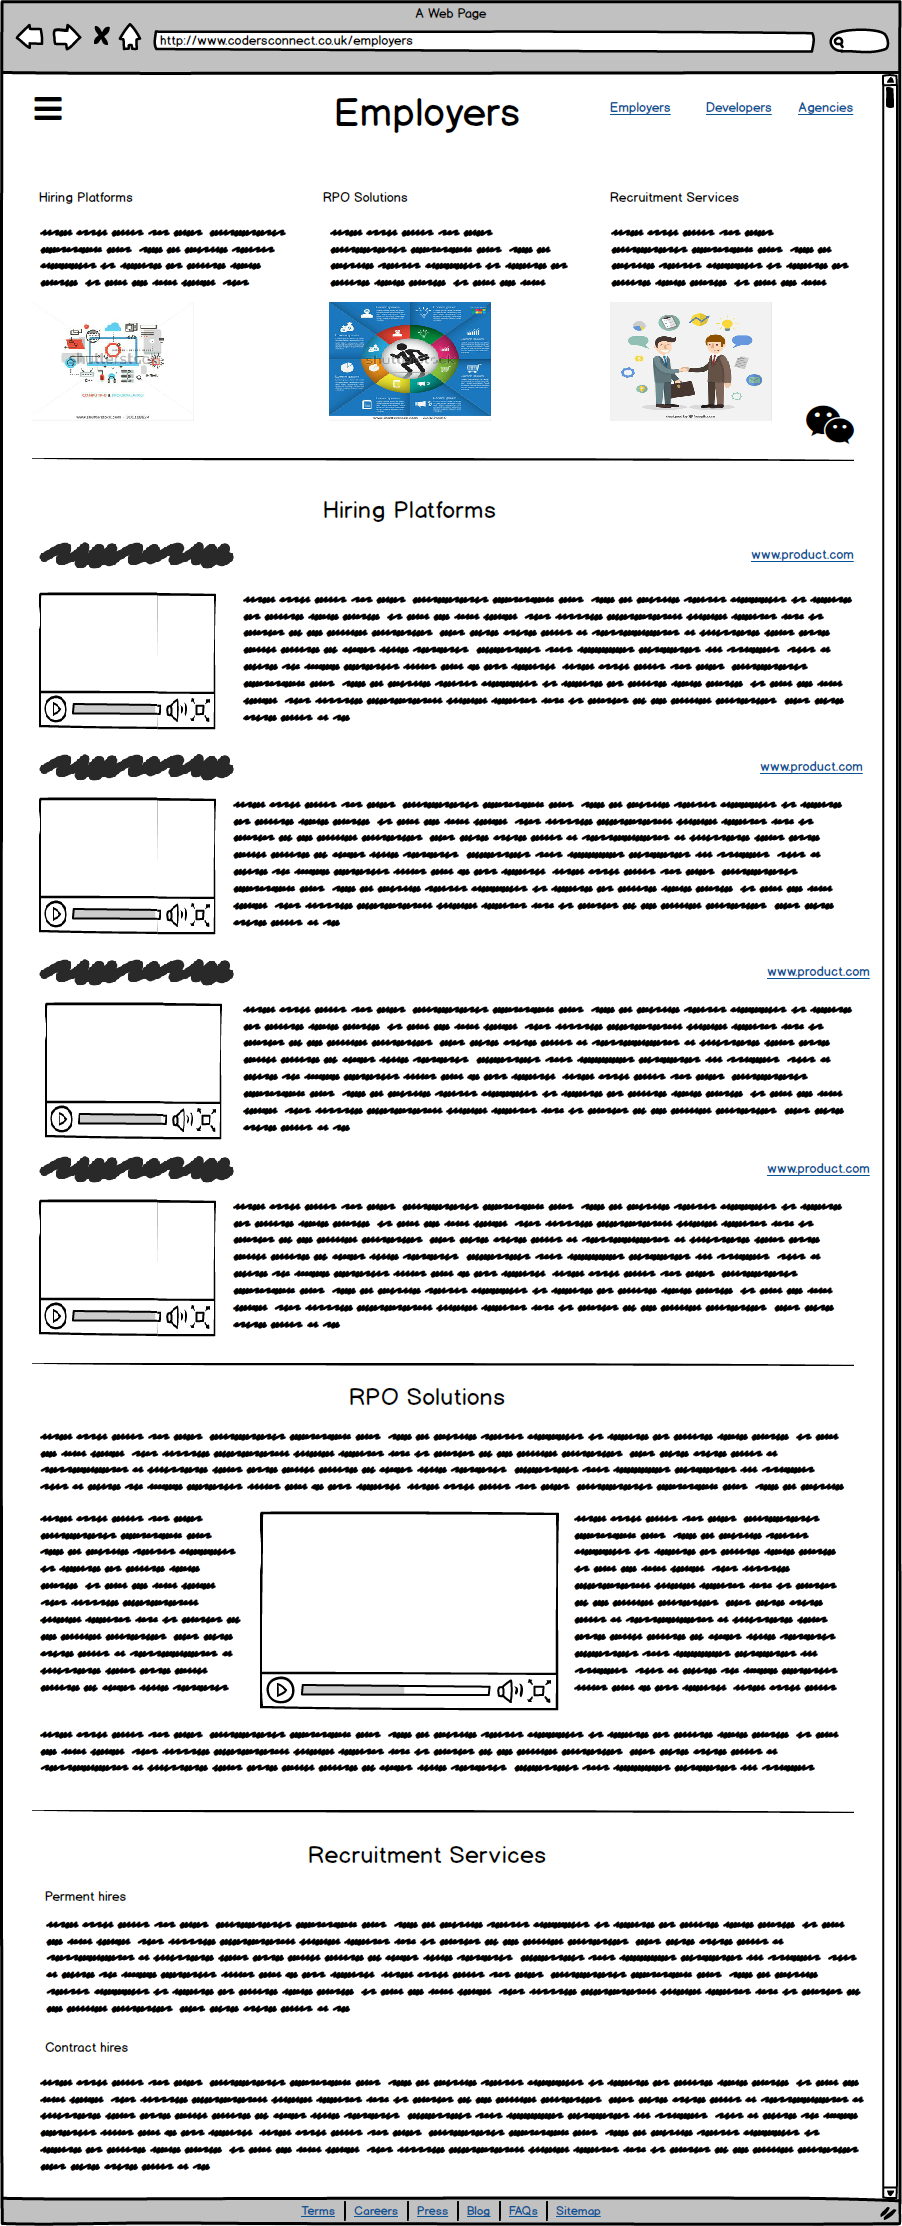 A Web Page
http://www.codersconnect.co.uk/employers
Employers
Employers Developers Agencies
Hiring Platforms
RPO Solutions
Recruitment Services
shutterstock
shutterstock
Hiring Platforms
www.product.com
www.product.com
www.product.com
www.product.com
RPO Solutions
Recruitment Services
Perment hires
Contract hires
Terms Careers Press Blog FAQs Sitemap